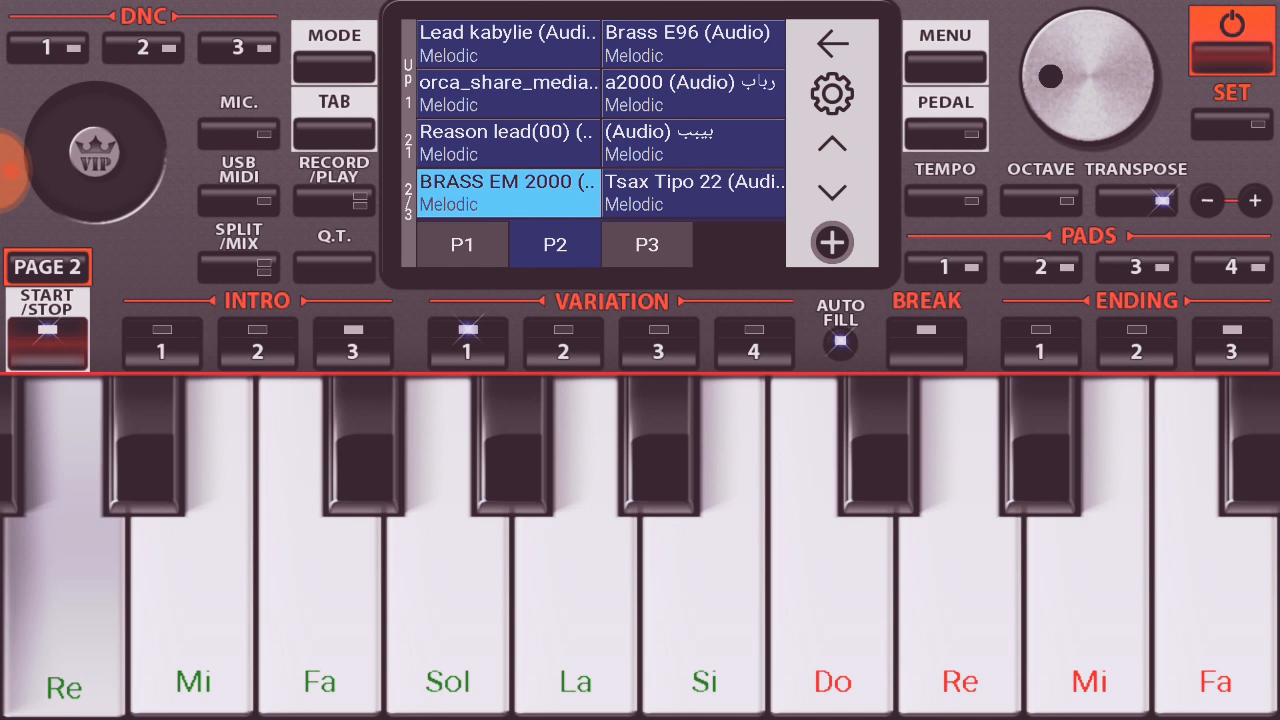 DNC
1
2
3
MODE
TAB
MIC.
USB
MIDI
RECORD
/PLAY
SPLIT
/MIX
Q.T.
VIP
PAGE 2
START
/STOP
Lead kabylie (Audi..
Melodic
Brass E96 (Audio)
Melodic
orca_share_media..
Melodic
a2000 (Audio) رباب
Melodic
Reason lead(00) (..
Melodic
(Audio) بيبب
Melodic
BRASS EM 2000 (..
Melodic
Tsax Tipo 22 (Audi..
Melodic
UP 1
21
2/3
P1
P2
P3
MENU
PEDAL
SET
TEMPO
OCTAVE
TRANSPOSE
−
+
PADS
1
2
3
4
INTRO
1
2
3
VARIATION
1
2
3
4
AUTO
FILL
BREAK
ENDING
1
2
3
Re
Mi
Fa
Sol
La
Si
Do
Re
Mi
Fa